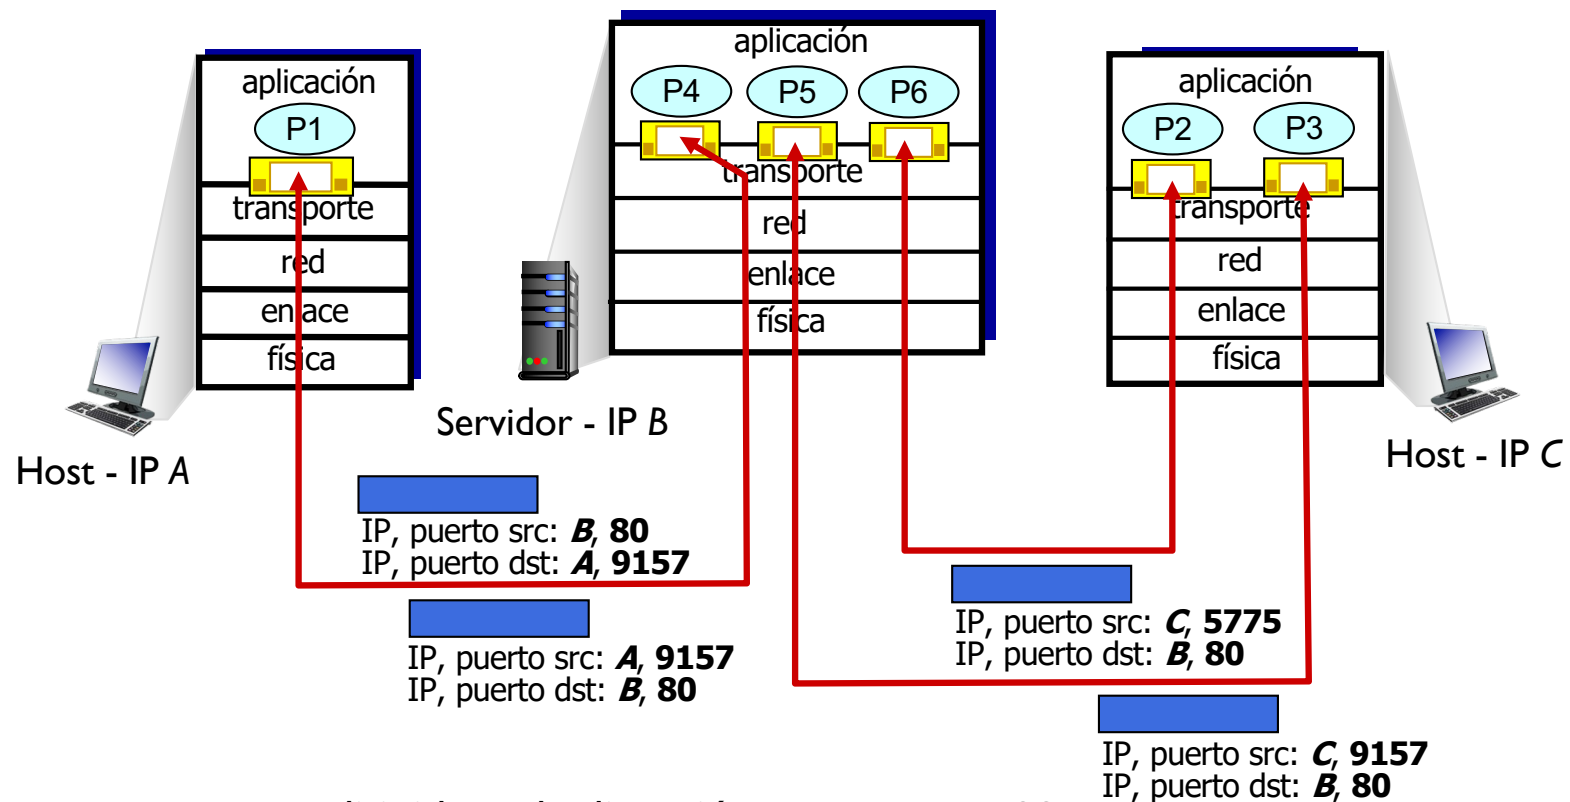 aplicación
P1
transporte
red
enlace
física
Host - IP A
aplicación
P4 P5 P6
transporte
red
enlace
física
Servidor - IP B
aplicación
P2 P3
transporte
red
enlace
física
Host - IP C
IP, puerto src: B, 80
IP, puerto dst: A, 9157
IP, puerto src: A, 9157
IP, puerto dst: B, 80
IP, puerto src: C, 5775
IP, puerto dst: B, 80
IP, puerto src: C, 9157
IP, puerto dst: B, 80